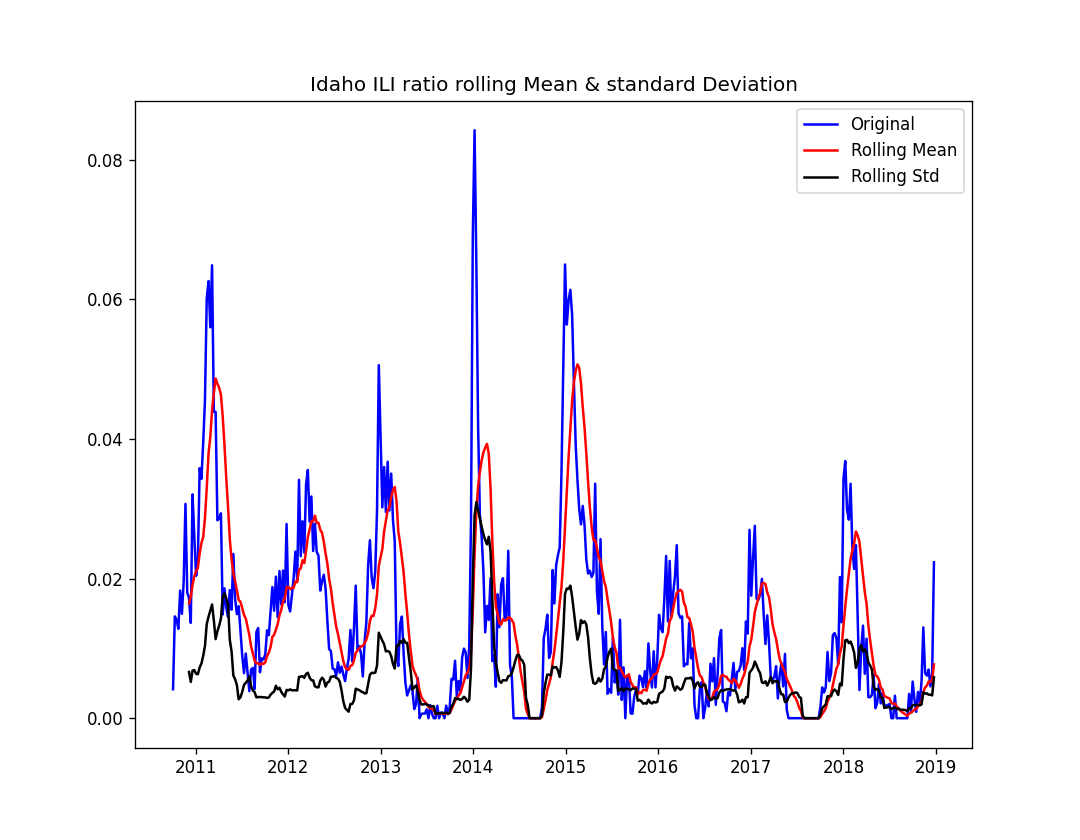 Idaho ILI ratio rolling Mean & standard Deviation
Original
Rolling Mean
Rolling Std
0.08
0.06
0.04
0.02
0.00
2011 2012 2013 2014 2015 2016 2017 2018 2019